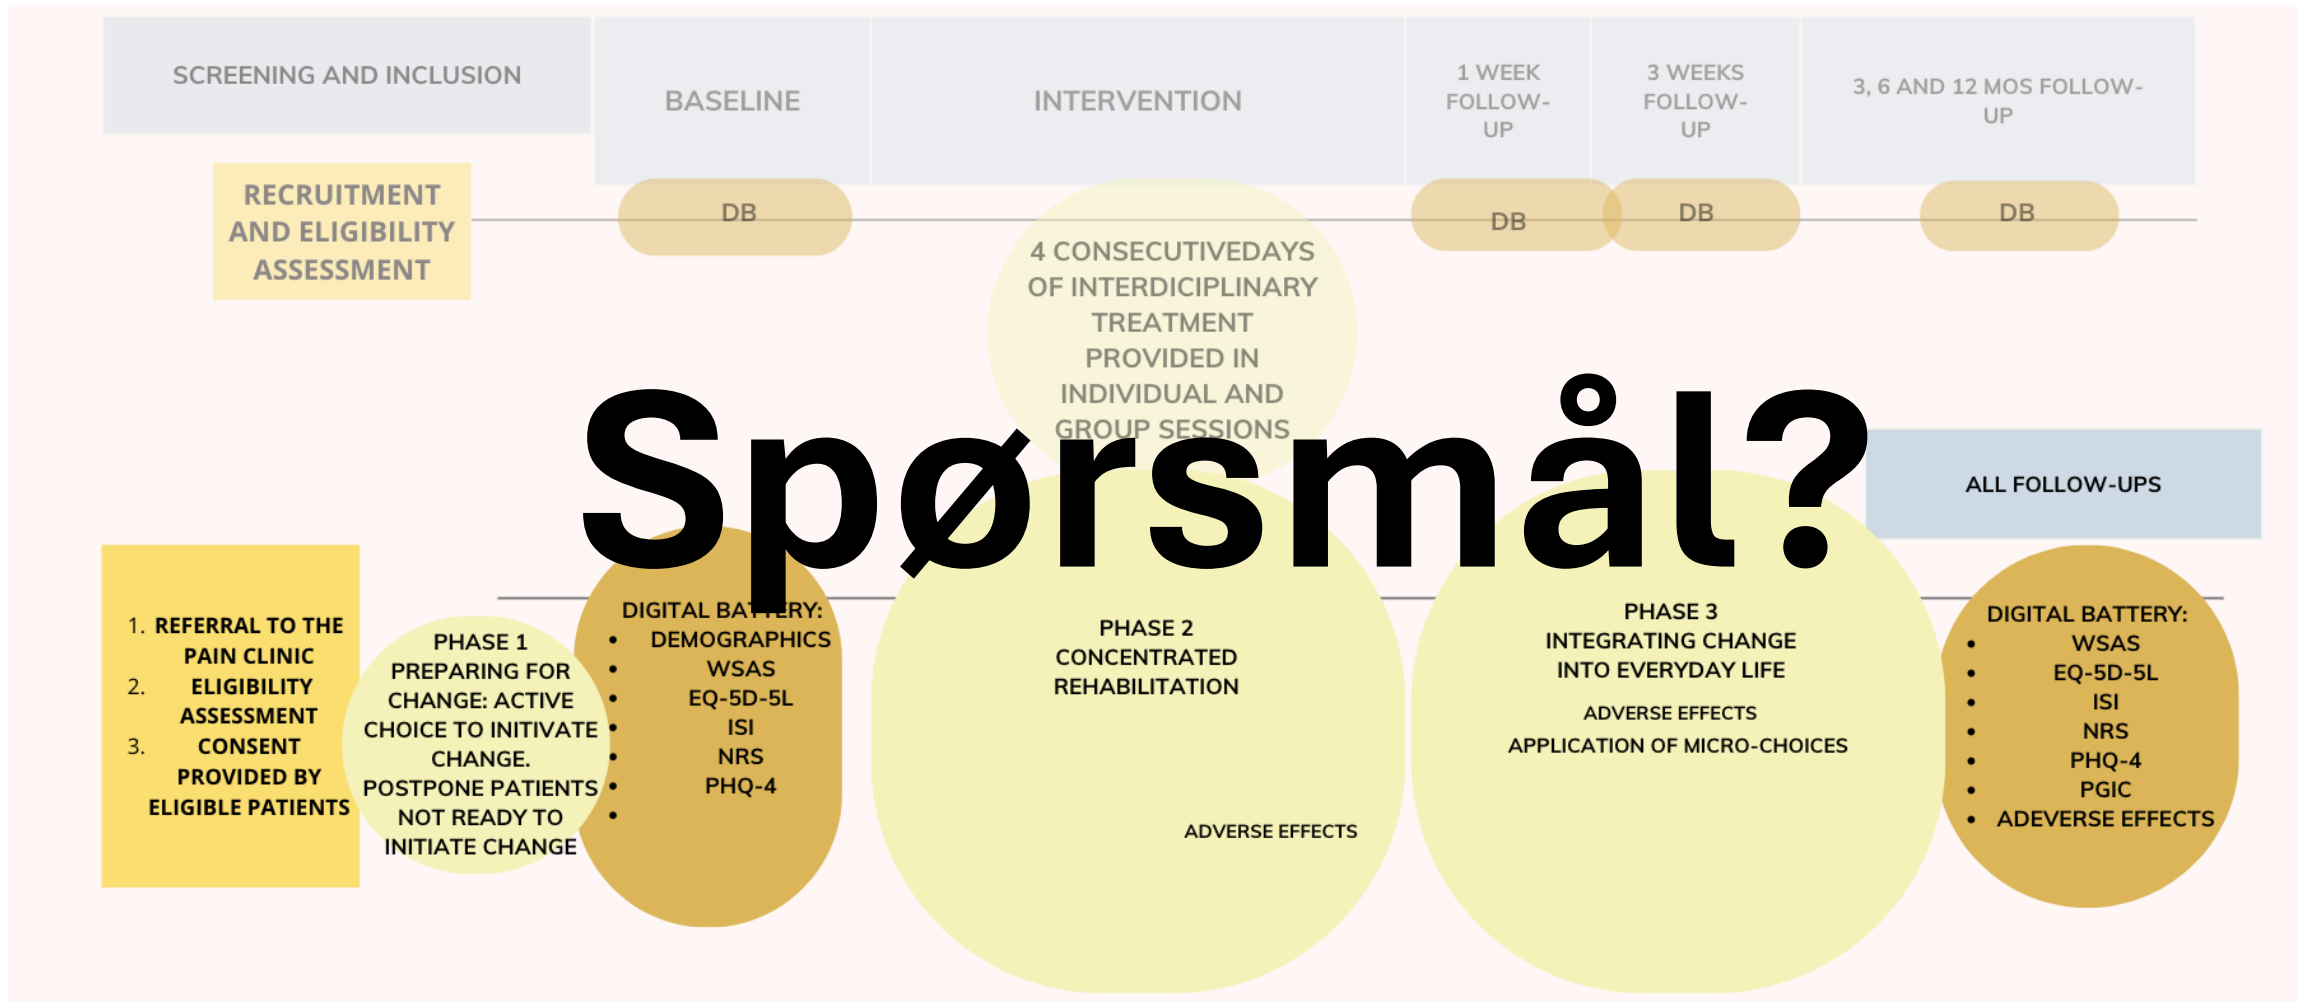 SCREENING AND INCLUSION
BASELINE
INTERVENTION
1 WEEK
FOLLOW-
UP
3 WEEKS
FOLLOW-
UP
3, 6 AND 12 MOS FOLLOW-
UP
RECRUITMENT
AND ELIGIBILITY
ASSESSMENT
DB
DB
DB
DB
4 CONSECUTIVEDAYS
OF INTERDICIPLINARY
TREATMENT
PROVIDED IN
INDIVIDUAL AND
GROUP SESSIONS
Spørsmål?
ALL FOLLOW-UPS
1. REFERRAL TO THE
PAIN CLINIC
2. ELIGIBILITY
ASSESSMENT
3. CONSENT
PROVIDED BY
ELIGIBLE PATIENTS
PHASE 1
PREPARING FOR
CHANGE: ACTIVE
CHOICE TO INITIVATE
CHANGE.
POSTPONE PATIENTS
NOT READY TO
INITIATE CHANGE
DIGITAL BATTERY:
• DEMOGRAPHICS
• WSAS
• EQ-5D-5L
• ISI
• NRS
• PHQ-4
•
PHASE 2
CONCENTRATED
REHABILITATION
ADVERSE EFFECTS
PHASE 3
INTEGRATING CHANGE
INTO EVERYDAY LIFE
ADVERSE EFFECTS
APPLICATION OF MICRO-CHOICES
DIGITAL BATTERY:
• WSAS
• EQ-5D-5L
• ISI
• NRS
• PHQ-4
• PGIC
• ADEVERSE EFFECTS